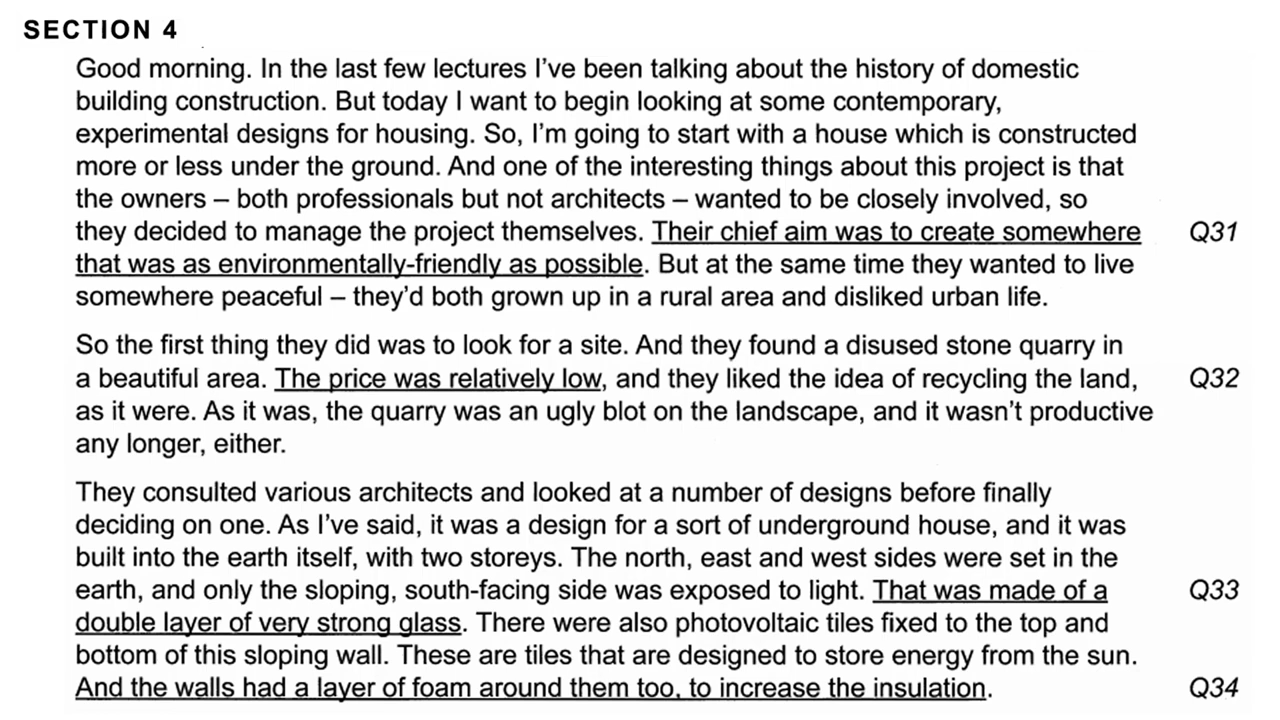 SECTION 4
Good morning. In the last few lectures I've been talking about the history of domestic
building construction. But today I want to begin looking at some contemporary,
experimental designs for housing. So, I'm going to start with a house which is constructed
more or less under the ground. And one of the interesting things about this project is that
the owners – both professionals but not architects – wanted to be closely involved, so
they decided to manage the project themselves. Their chief aim was to create somewhere Q31
that was as environmentally-friendly as possible. But at the same time they wanted to live
somewhere peaceful – they'd both grown up in a rural area and disliked urban life.
So the first thing they did was to look for a site. And they found a disused stone quarry in
a beautiful area. The price was relatively low, and they liked the idea of recycling the land, Q32
as it were. As it was, the quarry was an ugly blot on the landscape, and it wasn't productive
any longer, either.
They consulted various architects and looked at a number of designs before finally
deciding on one. As I've said, it was a design for a sort of underground house, and it was
built into the earth itself, with two storeys. The north, east and west sides were set in the
earth, and only the sloping, south-facing side was exposed to light. That was made of a Q33
double layer of very strong glass. There were also photovoltaic tiles fixed to the top and
bottom of this sloping wall. These are tiles that are designed to store energy from the sun.
And the walls had a layer of foam around them too, to increase the insulation. Q34